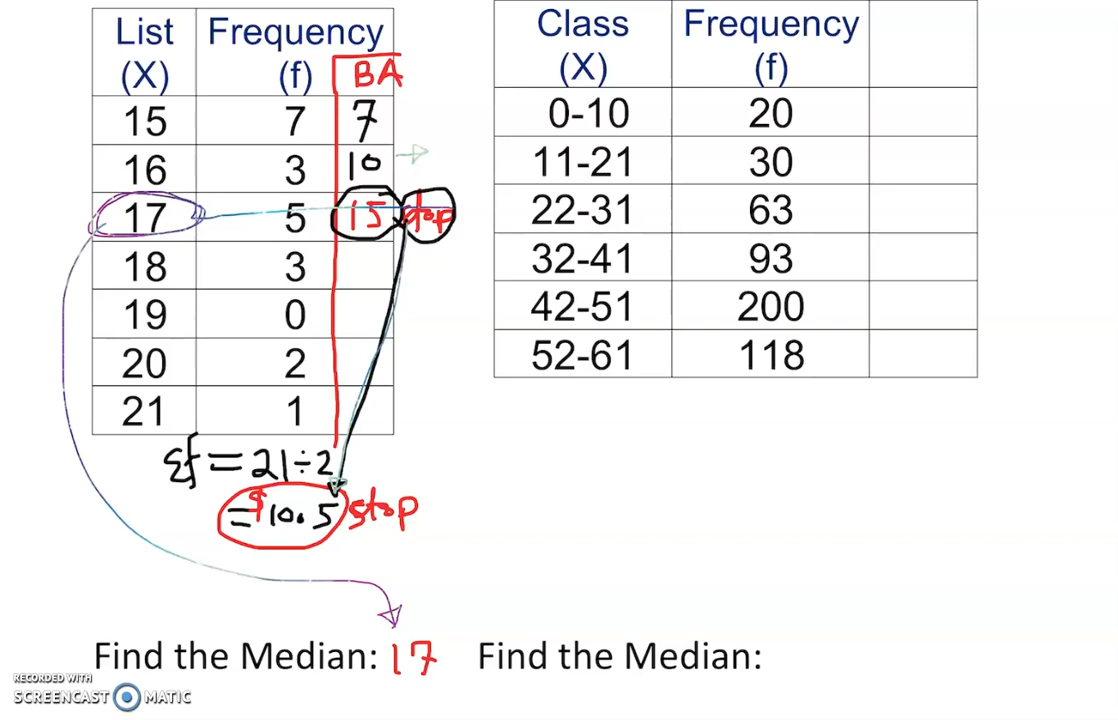 List Frequency
(X) (f) BA
15 7 7
16 3 10
17 5 15 stop
18 3
19 0
20 2
21 1
Σf = 21 ÷ 2
= $10.5 stop
Find the Median: 17
Class Frequency
(X) (f)
0-10 20
11-21 30
22-31 63
32-41 93
42-51 200
52-61 118
Find the Median:
RECORDED WITH
SCREENCAST MATIC